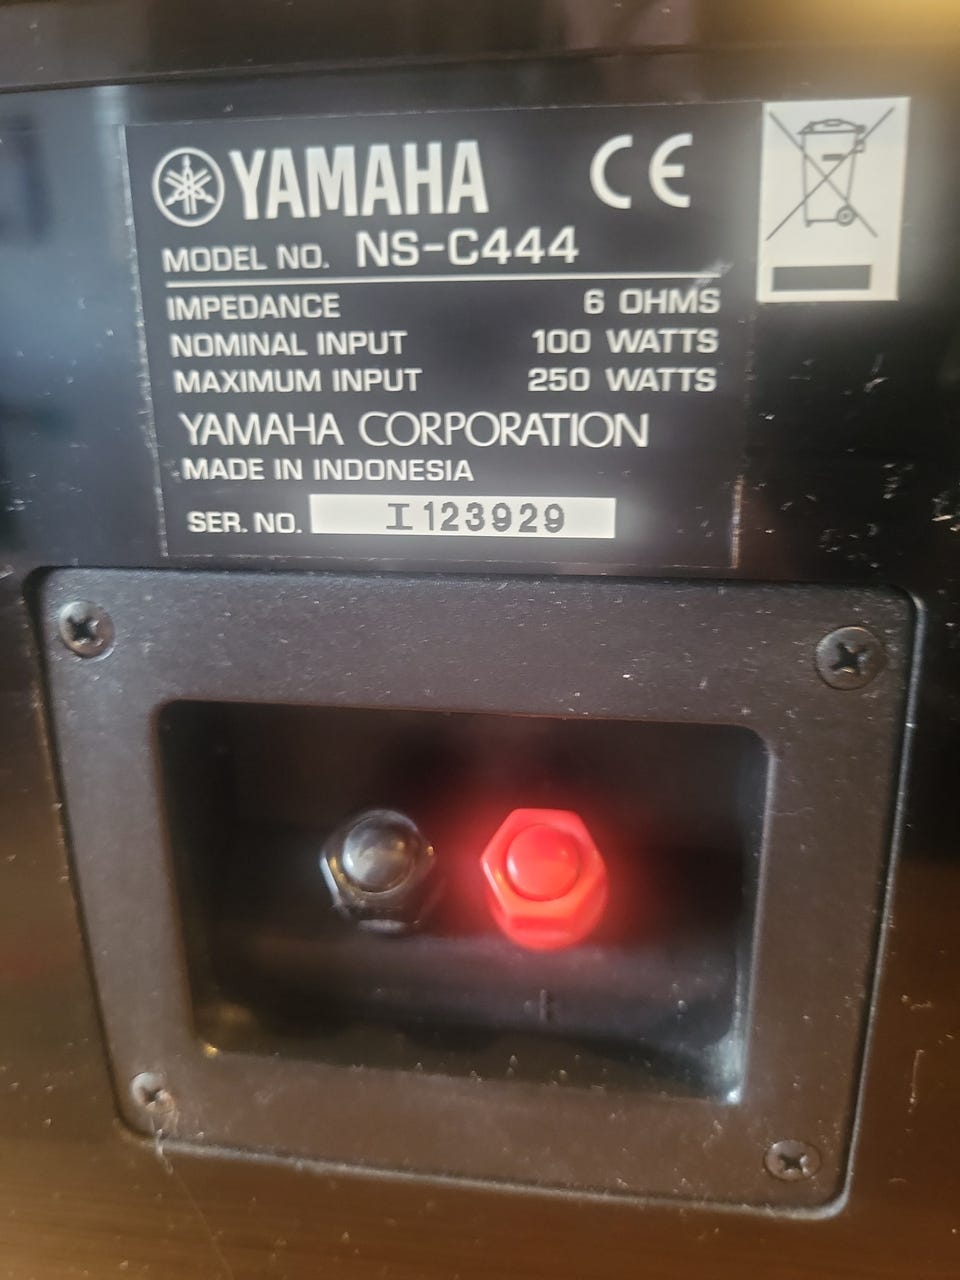 YAMAHA CE
MODEL NO. NS-C444
IMPEDANCE 6 OHMS
NOMINAL INPUT 100 WATTS
MAXIMUM INPUT 250 WATTS
YAMAHA CORPORATION
MADE IN INDONESIA
SER. NO. I123929
+